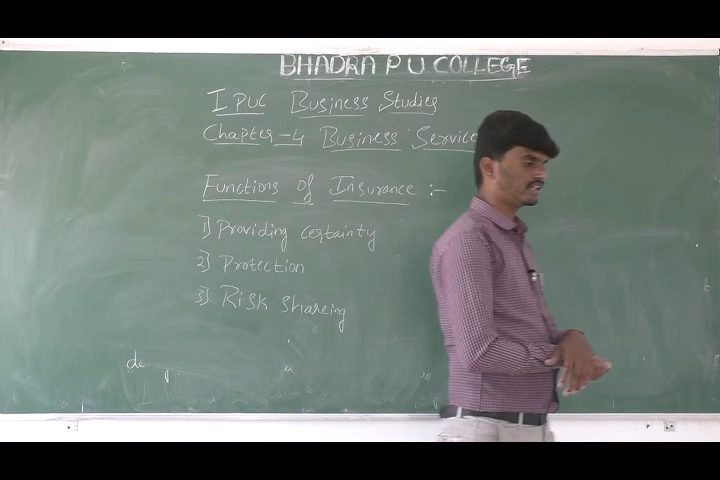 BHADRA P U COLLEGE
I PUC Business Studies
Chapter-4 Business Service
Functions of Insurance :-
1) Providing certainty
2) Protection
3) Risk shareing